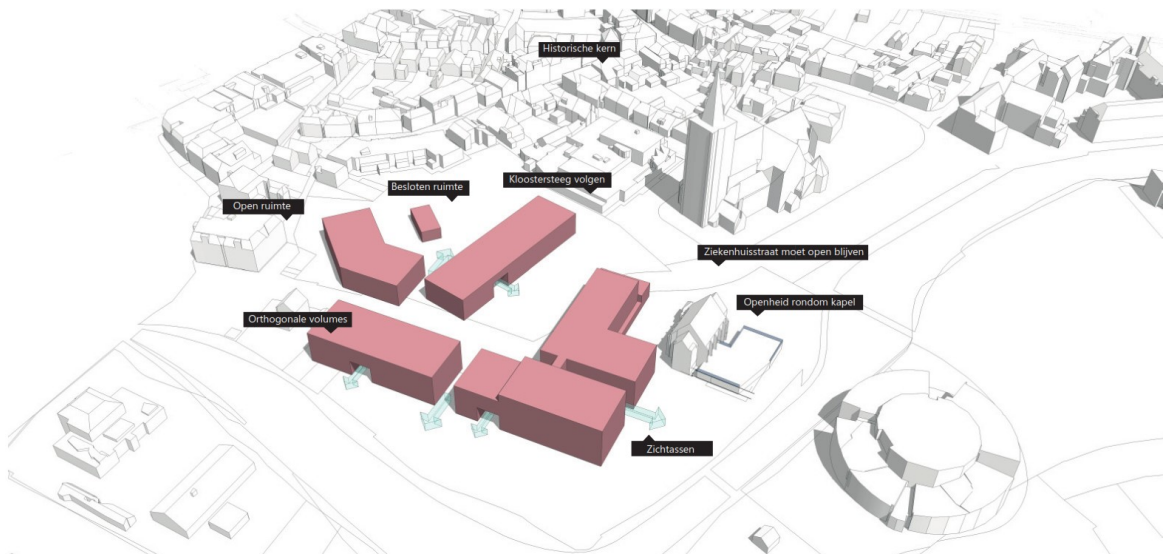 Historische kern
Besloten ruimte
Kloostersteeg volgen
Open ruimte
Ziekenhuisstraat moet open blijven
Openheid rondom kapel
Orthogonale volumes
Zichtassen